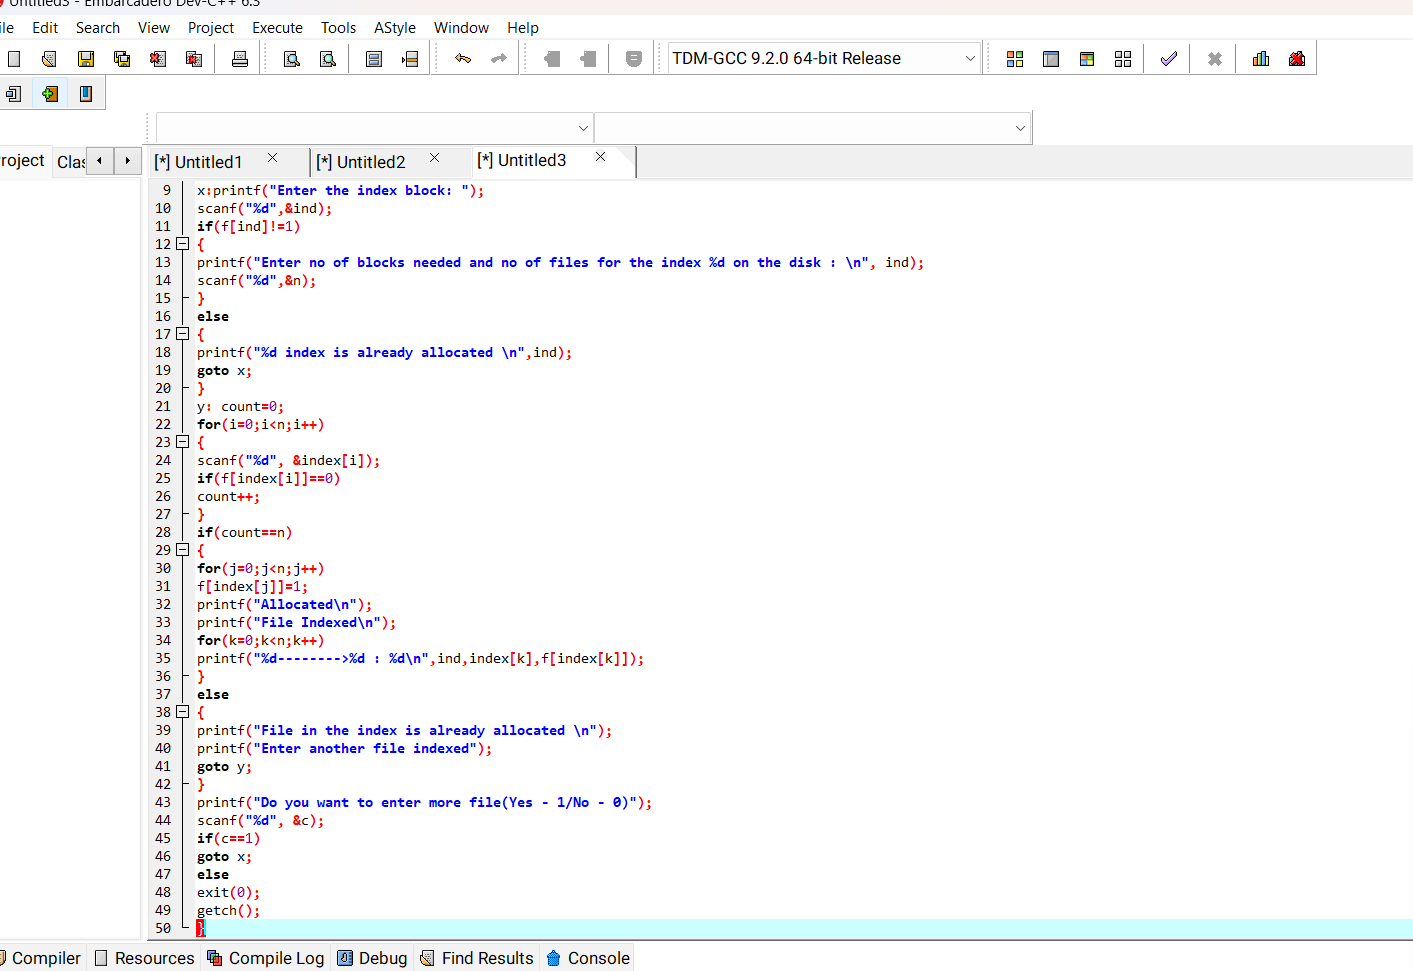 Untitled3 - Embarcadero Dev-C++ 6.3
Edit Search View Project Execute Tools AStyle Window Help
TDM-GCC 9.2.0 64-bit Release
roject Clas
[*] Untitled1 [*] Untitled2 [*] Untitled3
9 x:printf("Enter the index block: ");
10 scanf("%d",&ind);
11 if(f[ind]!=1)
12 {
13 printf("Enter no of blocks needed and no of files for the index %d on the disk : \n", ind);
14 scanf("%d",&n);
15 }
16 else
17 {
18 printf("%d index is already allocated \n",ind);
19 goto x;
20 }
21 y: count=0;
22 for(i=0;i<n;i++)
23 {
24 scanf("%d", &index[i]);
25 if(f[index[i]]==0)
26 count++;
27 }
28 if(count==n)
29 {
30 for(j=0;j<n;j++)
31 f[index[j]]=1;
32 printf("Allocated\n");
33 printf("File Indexed\n");
34 for(k=0;k<n;k++)
35 printf("%d-------->%d : %d\n",ind,index[k],f[index[k]]);
36 }
37 else
38 {
39 printf("File in the index is already allocated \n");
40 printf("Enter another file indexed");
41 goto y;
42 }
43 printf("Do you want to enter more file(Yes - 1/No - 0)");
44 scanf("%d", &c);
45 if(c==1)
46 goto x;
47 else
48 exit(0);
49 getch();
50 }
Compiler Resources Compile Log Debug Find Results Console